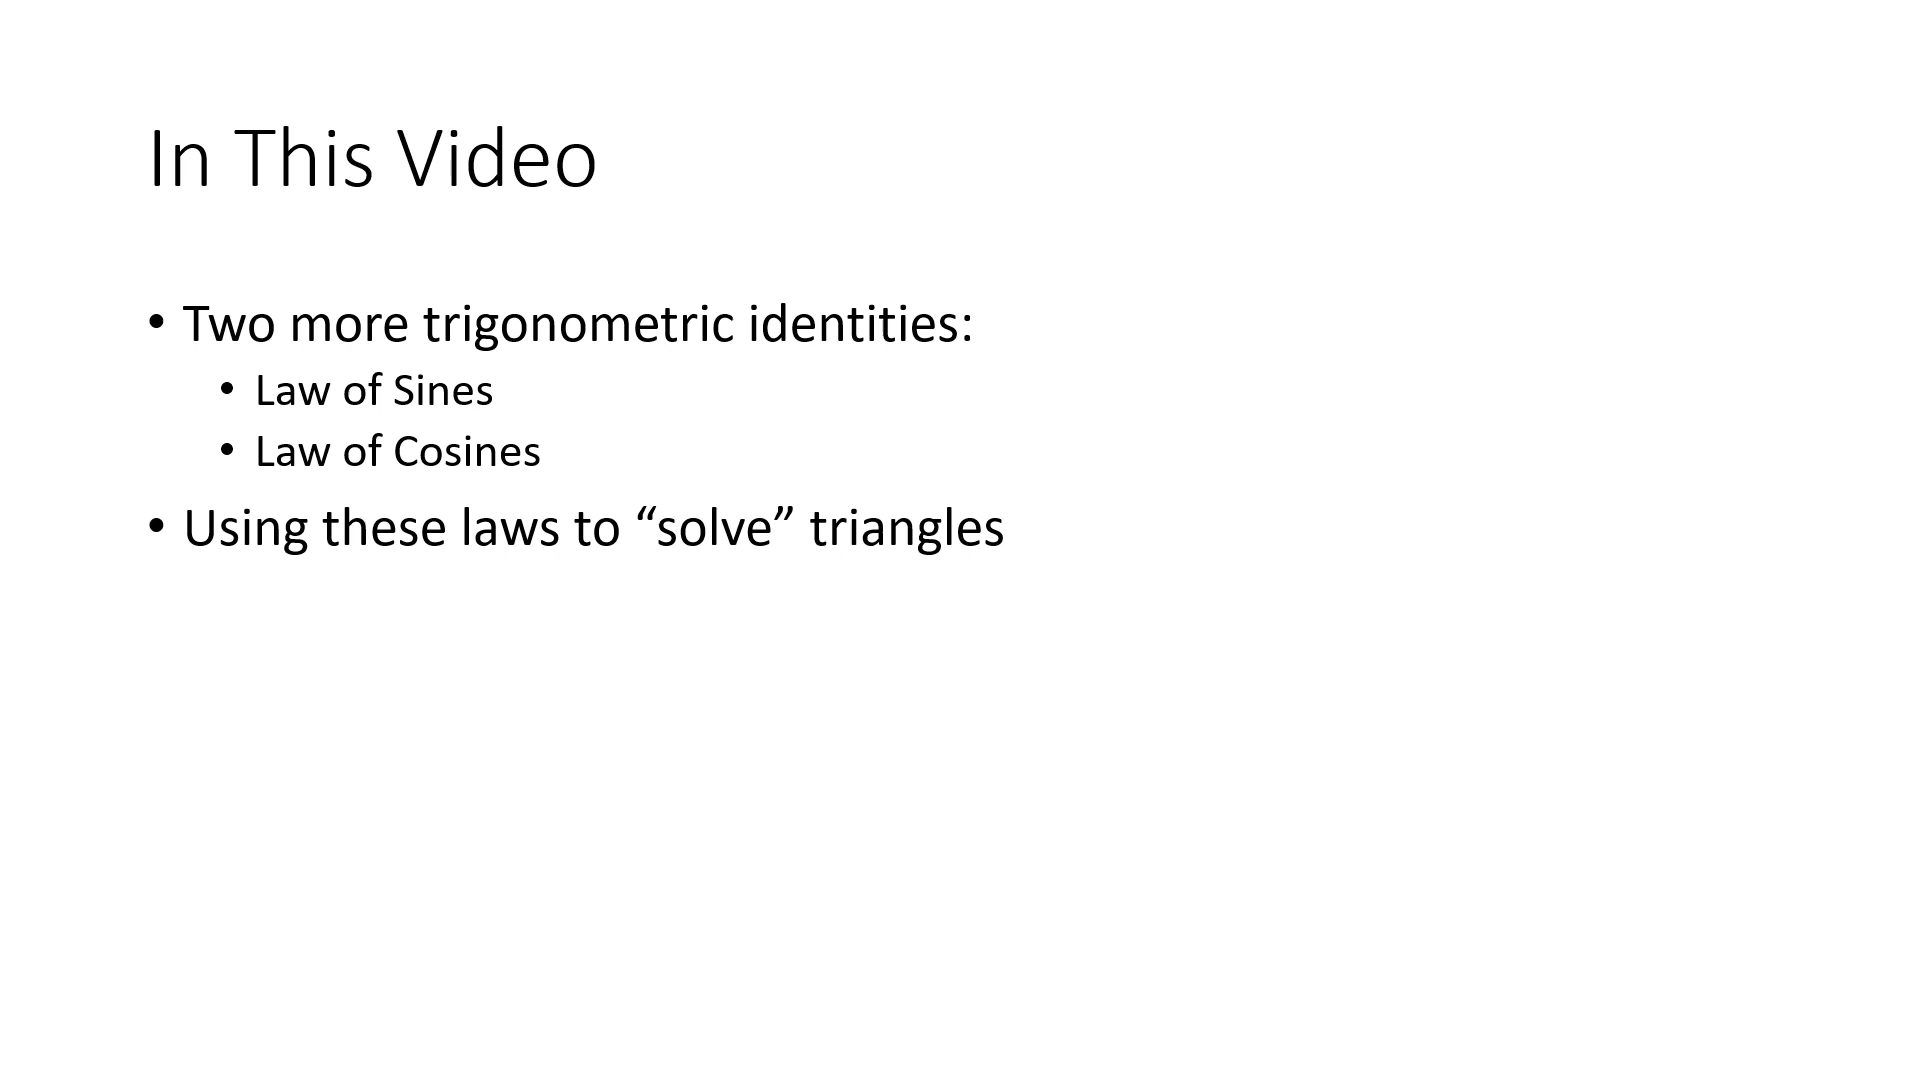 In This Video
• Two more trigonometric identities:
• Law of Sines
• Law of Cosines
• Using these laws to “solve” triangles